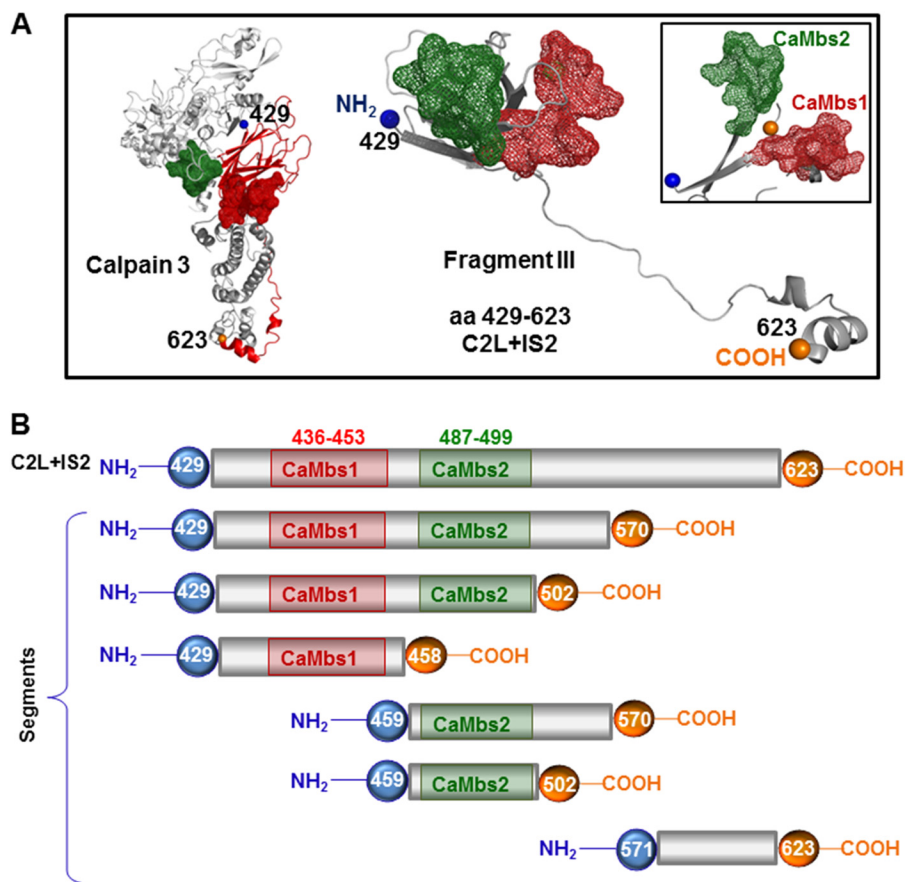 A
429
Calpain 3
623
NH2
429
Fragment III
aa 429-623
C2L+IS2
623
COOH
CaMbs2
CaMbs1
B
436-453 487-499
C2L+IS2 NH2 429 CaMbs1 CaMbs2 623 COOH
NH2 429 CaMbs1 CaMbs2 570 COOH
NH2 429 CaMbs1 CaMbs2 502 COOH
NH2 429 CaMbs1 458 COOH
Segments
NH2 459 CaMbs2 570 COOH
NH2 459 CaMbs2 502 COOH
NH2 571 623 COOH